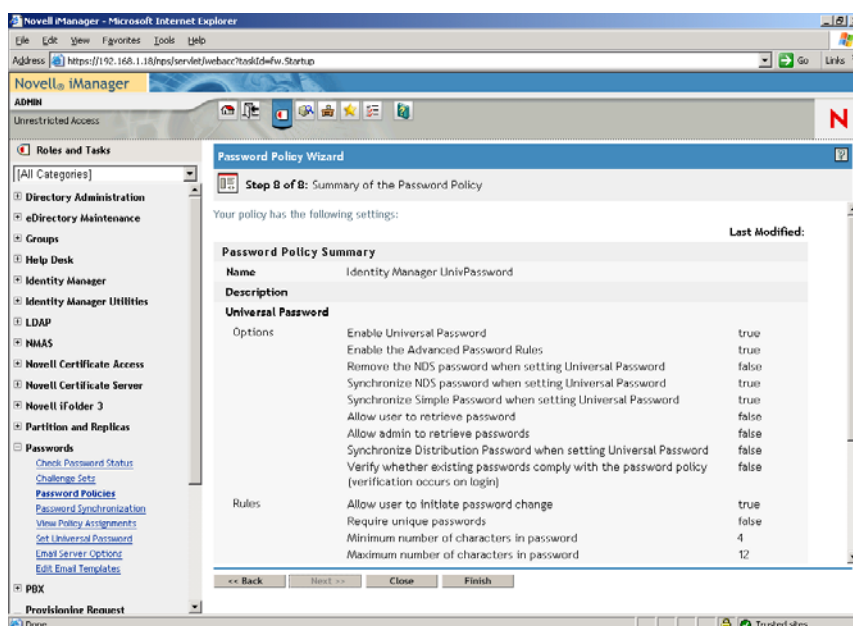 Novell iManager - Microsoft Internet Explorer
File Edit View Favorites Tools Help
Address https://192.168.1.18/nps/servlet/webacc?taskId=fw.Startup Go Links
Novell® iManager
ADMIN
Unrestricted Access
N
Roles and Tasks
[All Categories]
Directory Administration
eDirectory Maintenance
Groups
Help Desk
Identity Manager
Identity Manager Utilities
LDAP
NMAS
Novell Certificate Access
Novell Certificate Server
Novell iFolder 3
Partition and Replicas
Passwords
Check Password Status
Challenge Sets
Password Policies
Password Synchronization
View Policy Assignments
Set Universal Password
Email Server Options
Edit Email Templates
PBX
Provisioning Request
Password Policy Wizard ?
Step 8 of 8: Summary of the Password Policy
Your policy has the following settings:
Last Modified:
Password Policy Summary
Name Identity Manager UnivPassword
Description
Universal Password
Options Enable Universal Password true
Enable the Advanced Password Rules true
Remove the NDS password when setting Universal Password false
Synchronize NDS password when setting Universal Password true
Synchronize Simple Password when setting Universal Password true
Allow user to retrieve password false
Allow admin to retrieve passwords false
Synchronize Distribution Password when setting Universal Password false
Verify whether existing passwords comply with the password policy false
(verification occurs on login)
Rules Allow user to initiate password change true
Require unique passwords false
Minimum number of characters in password 4
Maximum number of characters in password 12
<< Back Next >> Close Finish
Done Trusted sites